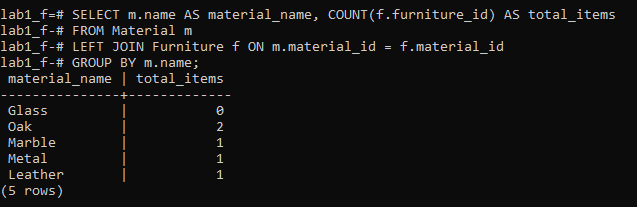 lab1_f=# SELECT m.name AS material_name, COUNT(f.furniture_id) AS total_items
lab1_f-# FROM Material m
lab1_f-# LEFT JOIN Furniture f ON m.material_id = f.material_id
lab1_f-# GROUP BY m.name;
 material_name | total_items
---------------+-------------
 Glass         |           0
 Oak           |           2
 Marble        |           1
 Metal         |           1
 Leather       |           1
(5 rows)